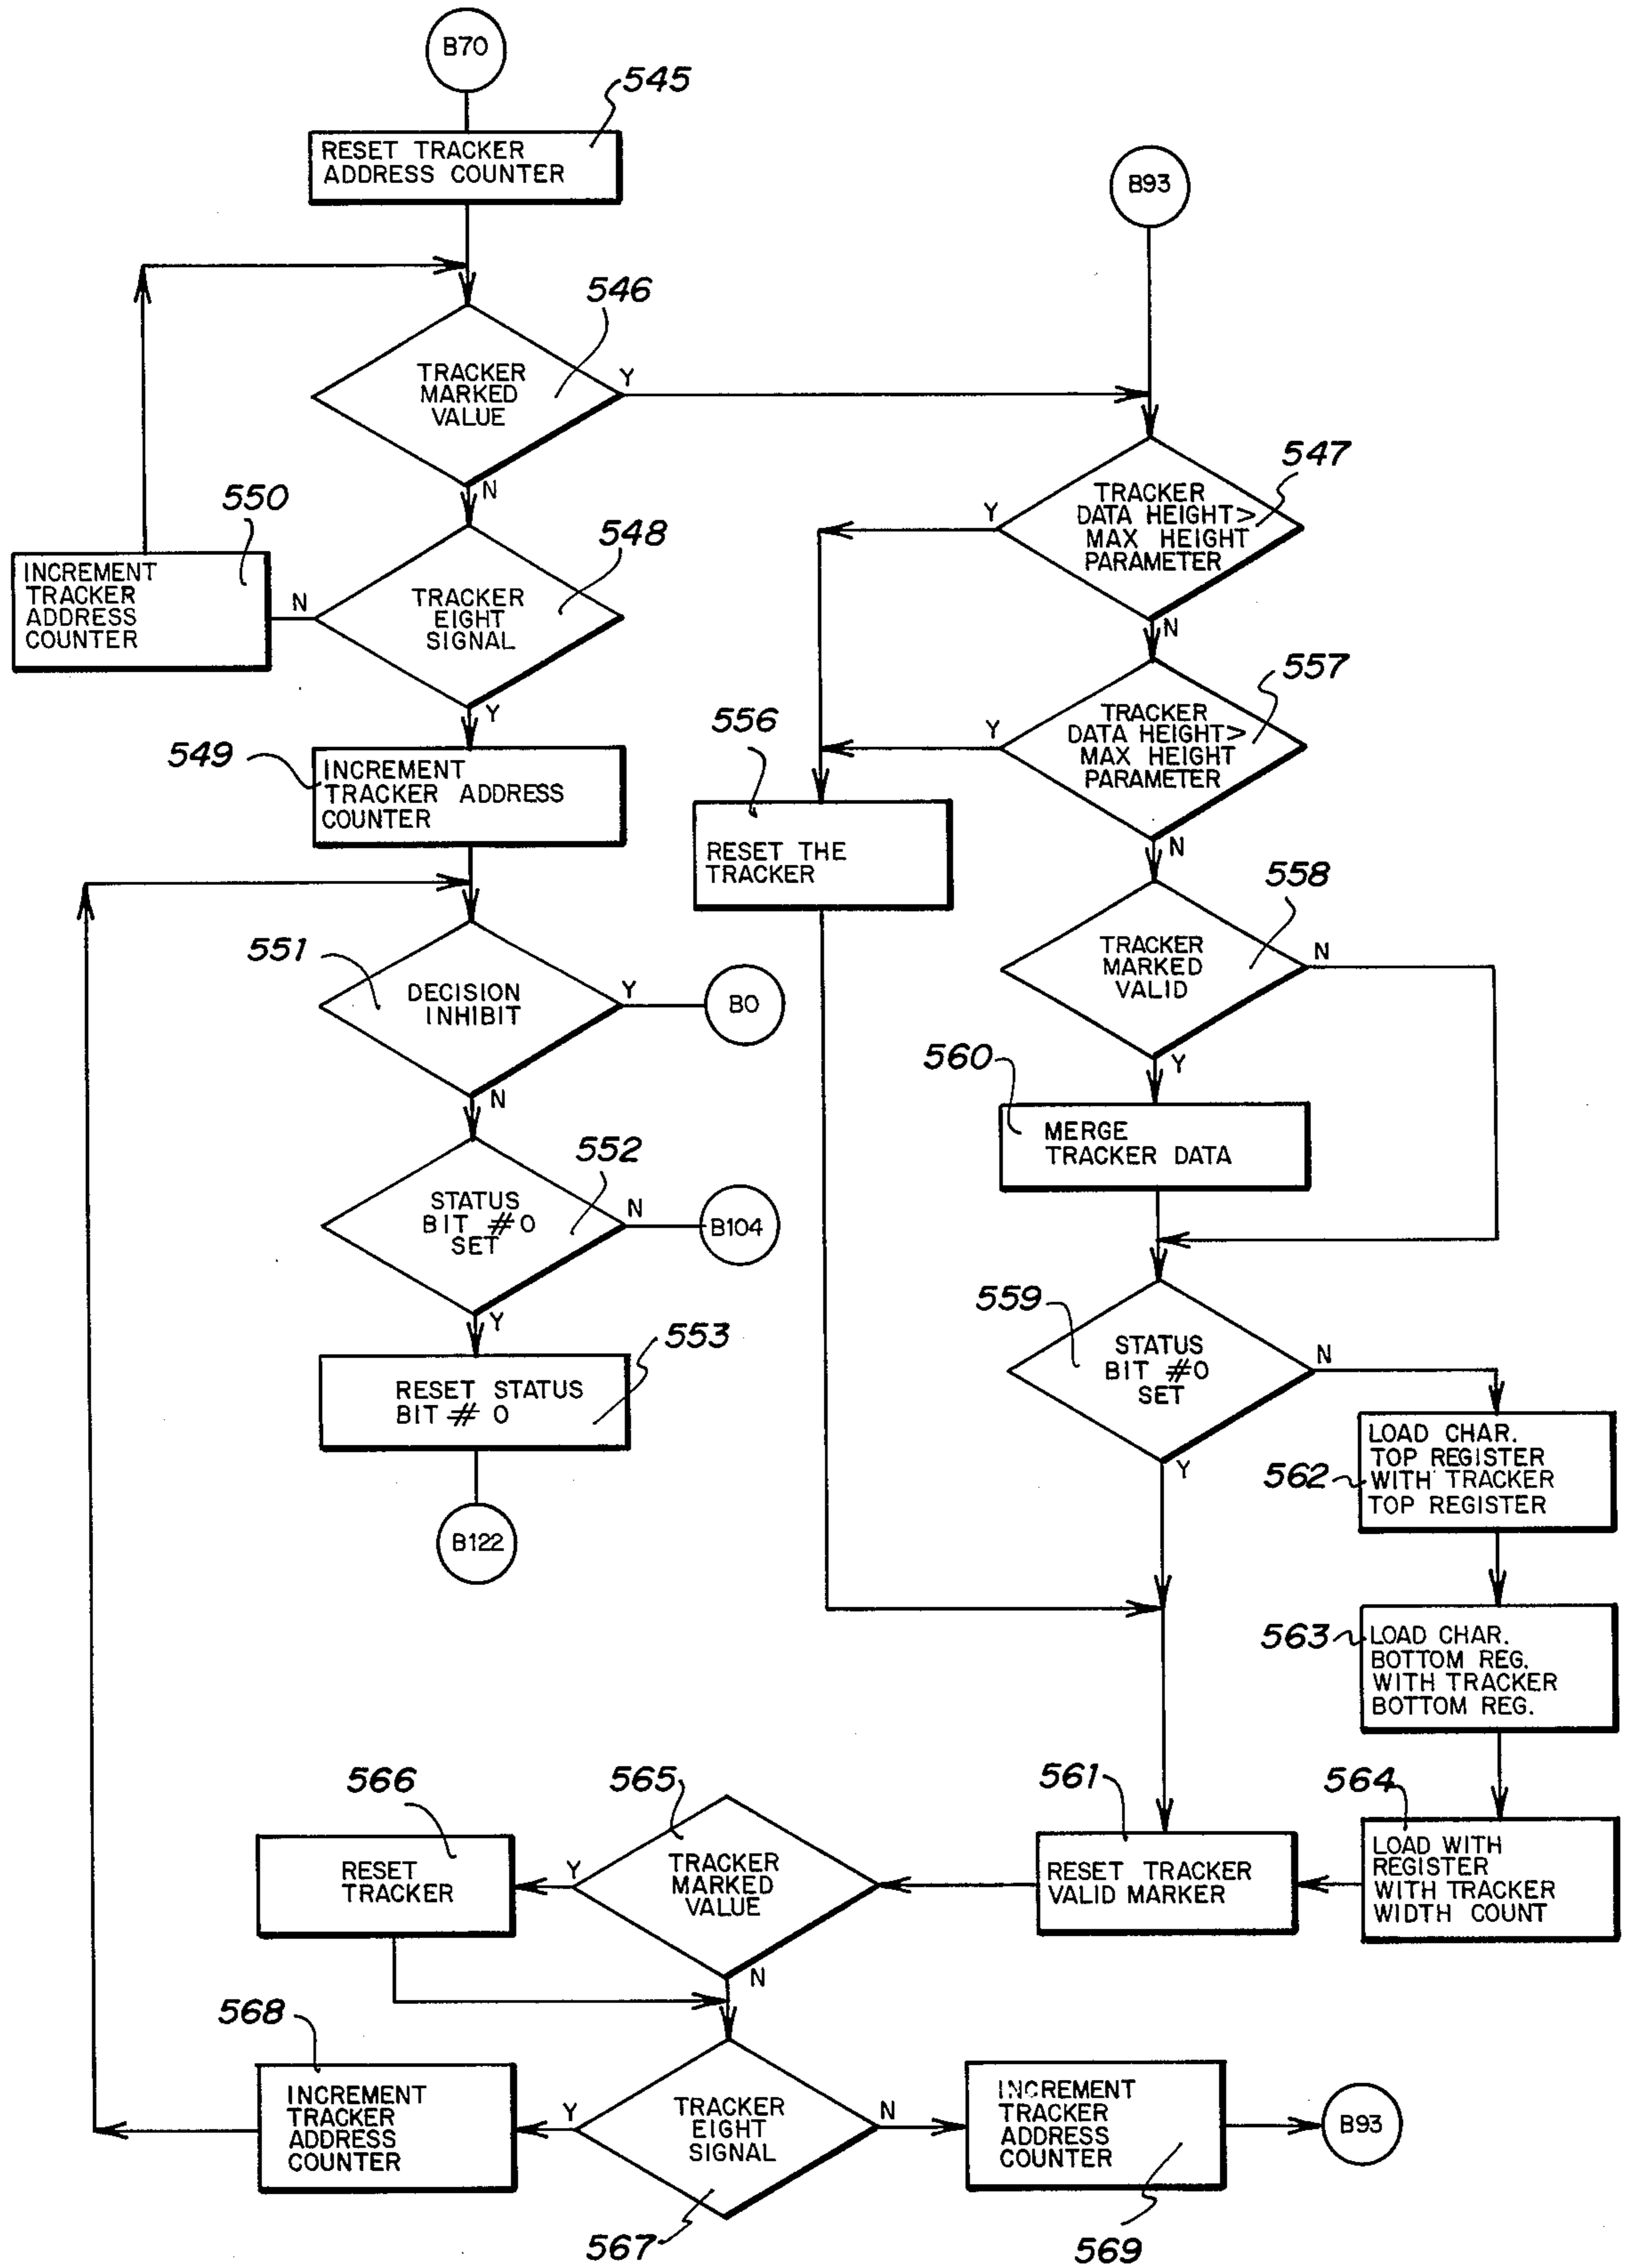 B70
545
RESET TRACKER
ADDRESS COUNTER
B93
546
TRACKER
MARKED
VALUE
Y
N
547
TRACKER
DATA HEIGHT>
MAX HEIGHT
PARAMETER
Y
N
550
INCREMENT
TRACKER
ADDRESS
COUNTER
548
TRACKER
EIGHT
SIGNAL
N
Y
557
TRACKER
DATA HEIGHT>
MAX HEIGHT
PARAMETER
Y
N
549
INCREMENT
TRACKER ADDRESS
COUNTER
556
RESET THE
TRACKER
558
TRACKER
MARKED
VALID
N
Y
551
DECISION
INHIBIT
Y
N
B0
560
MERGE
TRACKER DATA
552
STATUS
BIT #0
SET
N
Y
B104
559
STATUS
BIT #0
SET
N
Y
553
RESET STATUS
BIT # 0
B122
562
LOAD CHAR.
TOP REGISTER
WITH TRACKER
TOP REGISTER
563
LOAD CHAR.
BOTTOM REG.
WITH TRACKER
BOTTOM REG.
564
LOAD WITH
REGISTER
WITH TRACKER
WIDTH COUNT
561
RESET TRACKER
VALID MARKER
565
TRACKER
MARKED
VALUE
Y
N
566
RESET
TRACKER
568
INCREMENT
TRACKER
ADDRESS
COUNTER
Y
TRACKER
EIGHT
SIGNAL
N
567
INCREMENT
TRACKER
ADDRESS
COUNTER
569
B93